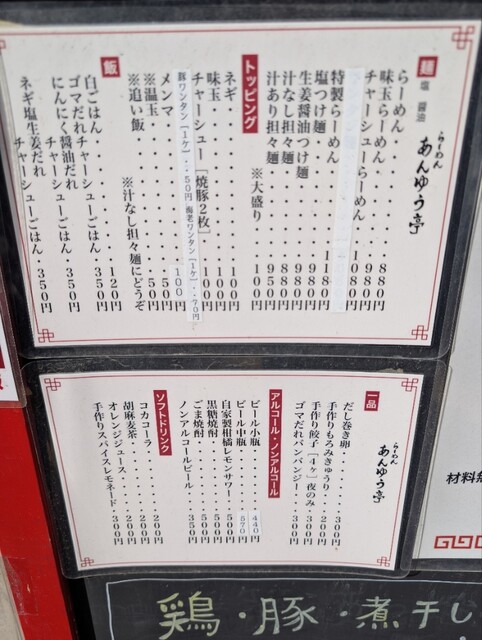 らーめん
あんゆう亭
麺 塩 醤油
らーめん・・・・・・・・880円
味玉らーめん・・・・・・980円
チャーシューらーめん・・1080円
特製らーめん・・・・・・1180円
塩つけ麺・・・・・・・・980円
生姜醤油つけ麺・・・・・980円
汁なし担々麺・・・・・・880円
汁あり担々麺・・・・・・950円
※大盛り・・・・100円
トッピング
ネギ・・・・・・・・・・100円
味玉・・・・・・・・・・100円
チャーシュー［焼豚2枚］・100円
豚ワンタン［1ケ］・・50円 海老ワンタン［1ケ］・70円
メンマ・・・・・・・・・100円
※温玉・・・・・・・・・50円
※追い飯・・・・・・・・50円
※汁なし担々麺にどうぞ
飯
白ごはん・・・・・・・・120円
ゴマだれ チャーシューごはん・350円
にんにく醤油だれ チャーシューごはん・350円
ネギ塩生姜だれ チャーシューごはん・350円
らーめん
あんゆう亭
一品
だし巻き卵・・・・・・300円
手作りもろみきゅうり・・200円
手作り餃子［4ヶ］夜のみ・300円
ゴマだれバンバンジー・・300円
アルコール・ノンアルコール
ビール小瓶・・・・440円
ビール中瓶・・・・570円
自家製柑橘レモンサワー・500円
黒糖焼酎・・・・・500円
ごま焼酎・・・・・500円
ノンアルコールビール・・350円
ソフトドリンク
コカコーラ・・・・200円
胡麻麦茶・・・・・200円
オレンジジュース・・200円
手作りスパイスレモネード・300円
材料
鶏・豚・煮干し